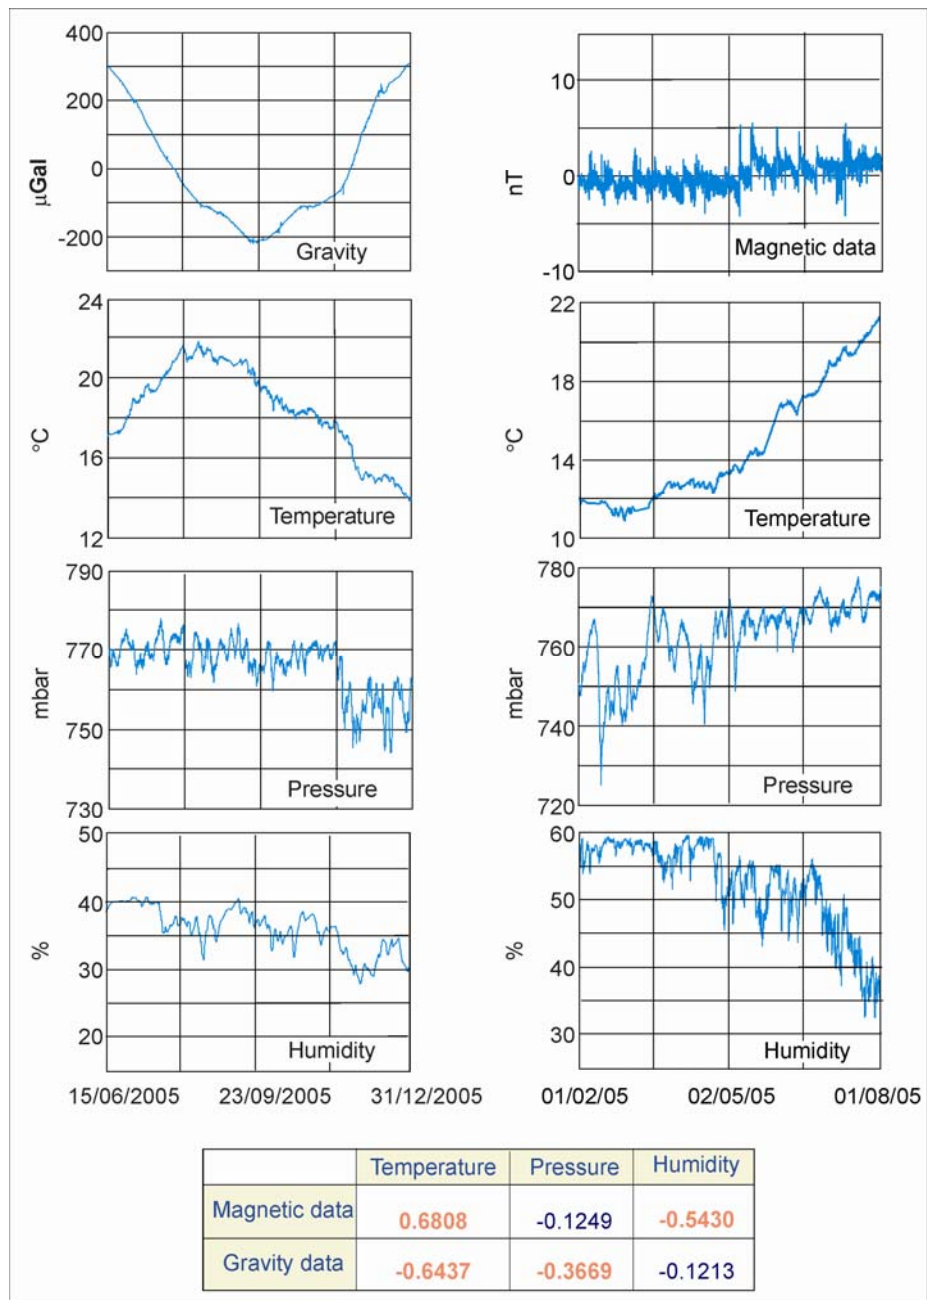 400
200
0
-200
μGal
Gravity
10
0
-10
nT
Magnetic data
24
20
16
12
°C
Temperature
22
18
14
10
°C
Temperature
790
770
750
730
mbar
Pressure
780
760
740
720
mbar
Pressure
50
40
30
20
%
Humidity
60
50
40
30
%
Humidity
15/06/2005 23/09/2005 31/12/2005
01/02/05 02/05/05 01/08/05
Temperature Pressure Humidity
Magnetic data 0.6808 -0.1249 -0.5430
Gravity data -0.6437 -0.3669 -0.1213